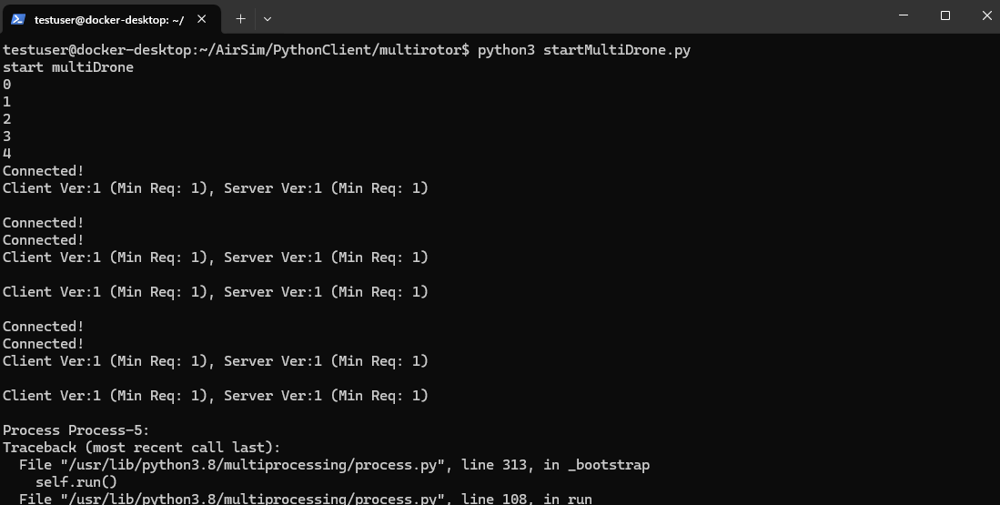 testuser@docker-desktop: ~/
testuser@docker-desktop:~/AirSim/PythonClient/multirotor$ python3 startMultiDrone.py
start multiDrone
0
1
2
3
4
Connected!
Client Ver:1 (Min Req: 1), Server Ver:1 (Min Req: 1)
Connected!
Connected!
Client Ver:1 (Min Req: 1), Server Ver:1 (Min Req: 1)
Client Ver:1 (Min Req: 1), Server Ver:1 (Min Req: 1)
Connected!
Connected!
Client Ver:1 (Min Req: 1), Server Ver:1 (Min Req: 1)
Client Ver:1 (Min Req: 1), Server Ver:1 (Min Req: 1)
Process Process-5:
Traceback (most recent call last):
  File "/usr/lib/python3.8/multiprocessing/process.py", line 313, in _bootstrap
    self.run()
  File "/usr/lib/python3.8/multiprocessing/process.py", line 108, in run